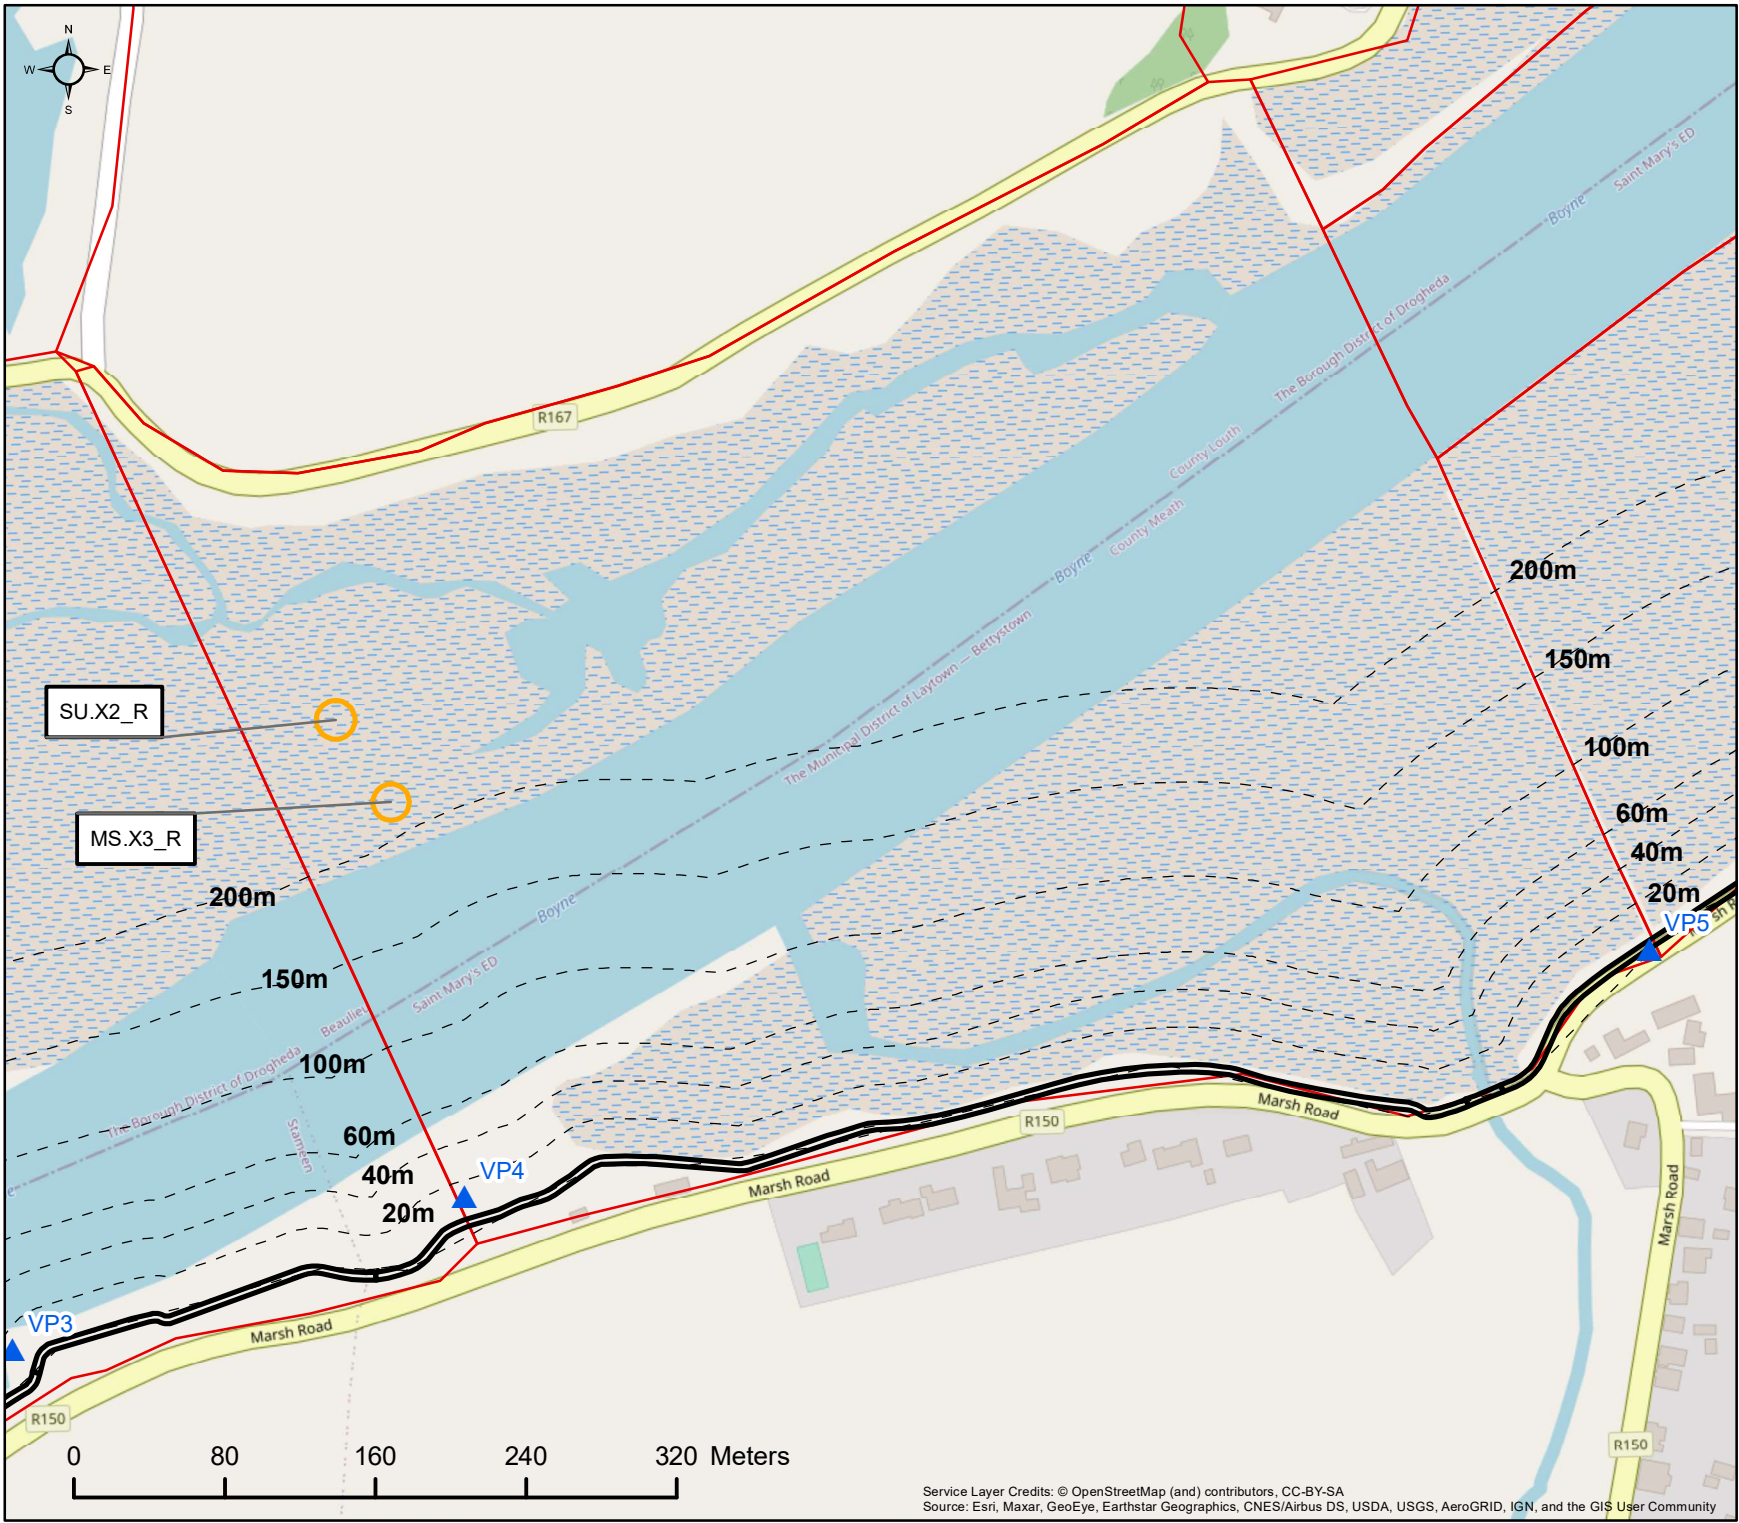 N
W E
S
Saint Mary's ED
Boyne
The Borough District of Drogheda
R167
County Louth
County Meath
Boyne
200m
The Municipal District of Laytown — Bettystown
150m
SU.X2_R
100m
60m
MS.X3_R
40m
200m
20m
Boyne
VP5
150m
Saint Mary's ED
Beaulieu
100m
The Borough District of Drogheda
Stameen
60m
R150
Marsh Road
40m
VP4
Marsh Road
20m
Marsh Road
VP3
Marsh Road
R150
R150
0 80 160 240 320 Meters
Service Layer Credits: © OpenStreetMap (and) contributors, CC-BY-SA
Source: Esri, Maxar, GeoEye, Earthstar Geographics, CNES/Airbus DS, USDA, USGS, AeroGRID, IGN, and the GIS User Community